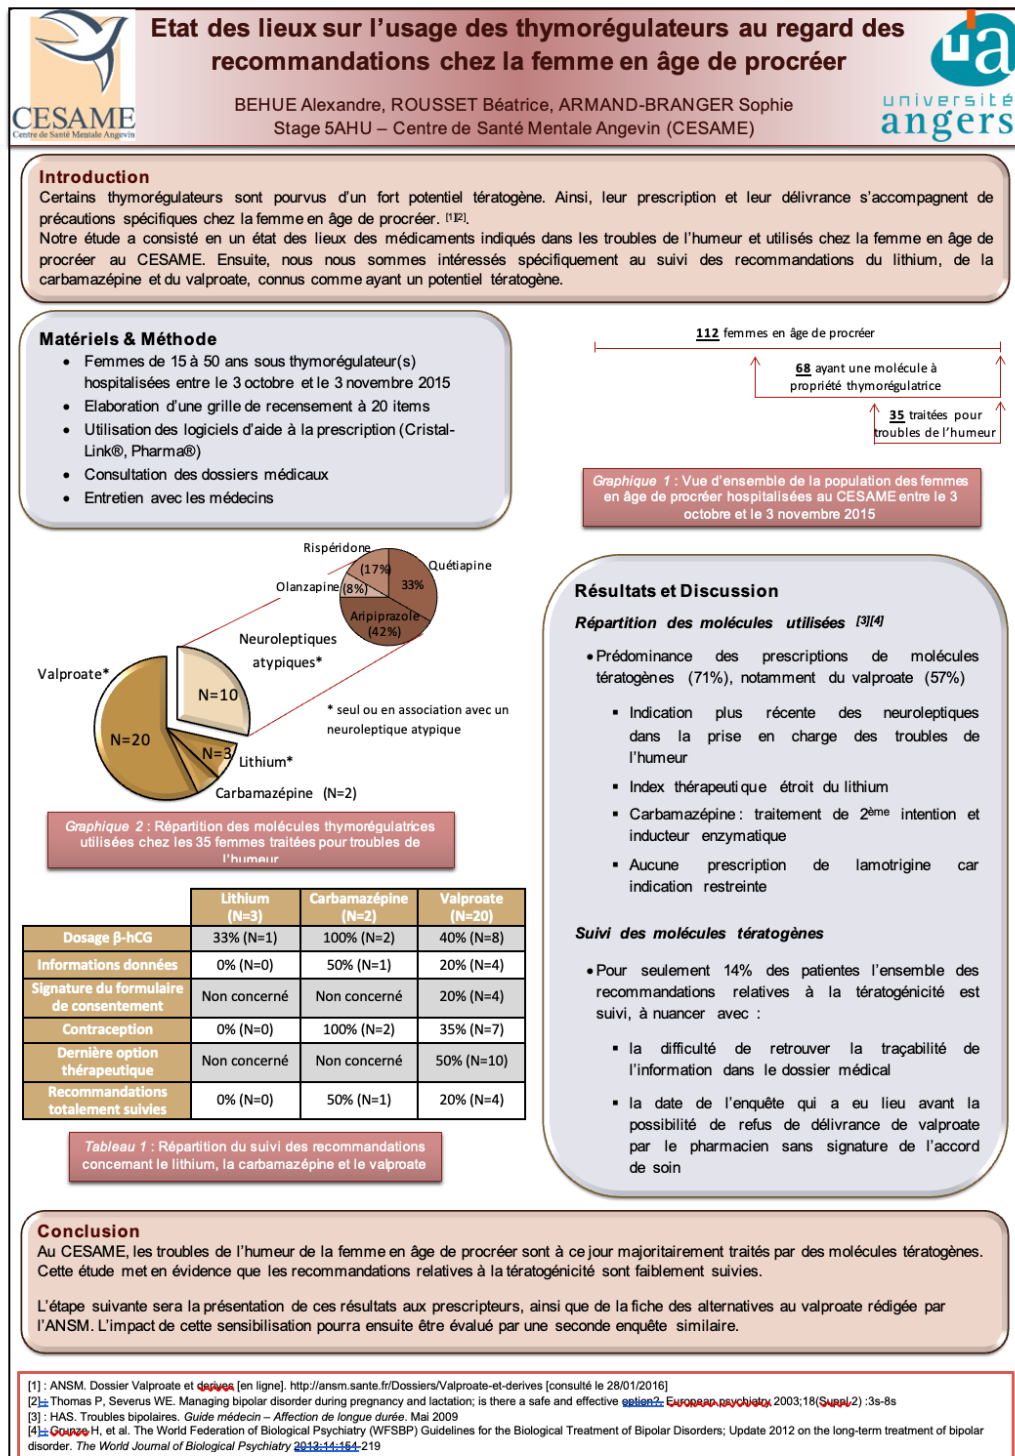 Etat des lieux sur l'usage des thymorégulateurs au regard des
recommandations chez la femme en âge de procréer
BEHUE Alexandre, ROUSSET Béatrice, ARMAND-BRANGER Sophie
Stage 5AHU – Centre de Santé Mentale Angevin (CESAME)
CESAME
Centre de Santé Mentale Angevin
ua
université
angers
Introduction
Certains thymorégulateurs sont pourvus d'un fort potentiel tératogène. Ainsi, leur prescription et leur délivrance s'accompagnent de
précautions spécifiques chez la femme en âge de procréer. [1][2].
Notre étude a consisté en un état des lieux des médicaments indiqués dans les troubles de l'humeur et utilisés chez la femme en âge de
procréer au CESAME. Ensuite, nous nous sommes intéressés spécifiquement au suivi des recommandations du lithium, de la
carbamazépine et du valproate, connus comme ayant un potentiel tératogène.
Matériels & Méthode
• Femmes de 15 à 50 ans sous thymorégulateur(s)
hospitalisées entre le 3 octobre et le 3 novembre 2015
• Elaboration d'une grille de recensement à 20 items
• Utilisation des logiciels d'aide à la prescription (Cristal-
Link®, Pharma®)
• Consultation des dossiers médicaux
• Entretien avec les médecins
112 femmes en âge de procréer
68 ayant une molécule à
propriété thymorégulatrice
35 traitées pour
troubles de l'humeur
Graphique 1 : Vue d'ensemble de la population des femmes
en âge de procréer hospitalisées au CESAME entre le 3
octobre et le 3 novembre 2015
Rispéridone
(17%)
Quétiapine
33%
Olanzapine
(8%)
Aripiprazole
(42%)
Neuroleptiques
atypiques*
Valproate*
N=10
N=20
N=3
Lithium*
Carbamazépine (N=2)
* seul ou en association avec un
neuroleptique atypique
Graphique 2 : Répartition des molécules thymorégulatrices
utilisées chez les 35 femmes traitées pour troubles de
l'humeur
Lithium (N=3) Carbamazépine (N=2) Valproate (N=20)
Dosage β-hCG 33% (N=1) 100% (N=2) 40% (N=8)
Informations données 0% (N=0) 50% (N=1) 20% (N=4)
Signature du formulaire de consentement Non concerné Non concerné 20% (N=4)
Contraception 0% (N=0) 100% (N=2) 35% (N=7)
Dernière option thérapeutique Non concerné Non concerné 50% (N=10)
Recommandations totalement suivies 0% (N=0) 50% (N=1) 20% (N=4)
Tableau 1 : Répartition du suivi des recommandations
concernant le lithium, la carbamazépine et le valproate
Résultats et Discussion
Répartition des molécules utilisées [3][4]
• Prédominance des prescriptions de molécules
tératogènes (71%), notamment du valproate (57%)
▪ Indication plus récente des neuroleptiques
dans la prise en charge des troubles de
l'humeur
▪ Index thérapeutique étroit du lithium
▪ Carbamazépine : traitement de 2ème intention et
inducteur enzymatique
▪ Aucune prescription de lamotrigine car
indication restreinte
Suivi des molécules tératogènes
• Pour seulement 14% des patientes l'ensemble des
recommandations relatives à la tératogénicité est
suivi, à nuancer avec :
▪ la difficulté de retrouver la traçabilité de
l'information dans le dossier médical
▪ la date de l'enquête qui a eu lieu avant la
possibilité de refus de délivrance de valproate
par le pharmacien sans signature de l'accord
de soin
Conclusion
Au CESAME, les troubles de l'humeur de la femme en âge de procréer sont à ce jour majoritairement traités par des molécules tératogènes.
Cette étude met en évidence que les recommandations relatives à la tératogénicité sont faiblement suivies.
L'étape suivante sera la présentation de ces résultats aux prescripteurs, ainsi que de la fiche des alternatives au valproate rédigée par
l'ANSM. L'impact de cette sensibilisation pourra ensuite être évalué par une seconde enquête similaire.
[1] : ANSM. Dossier Valproate et derives [en ligne]. http://ansm.sante.fr/Dossiers/Valproate-et-derives [consulté le 28/01/2016]
[2] : Thomas P, Severus WE. Managing bipolar disorder during pregnancy and lactation; is there a safe and effective option?. European psychiatry 2003;18(Suppl 2) :3s-8s
[3] : HAS. Troubles bipolaires. Guide médecin – Affection de longue durée. Mai 2009
[4] : Grunze H, et al. The World Federation of Biological Psychiatry (WFSBP) Guidelines for the Biological Treatment of Bipolar Disorders; Update 2012 on the long-term treatment of bipolar
disorder. The World Journal of Biological Psychiatry 2013;14:154-219